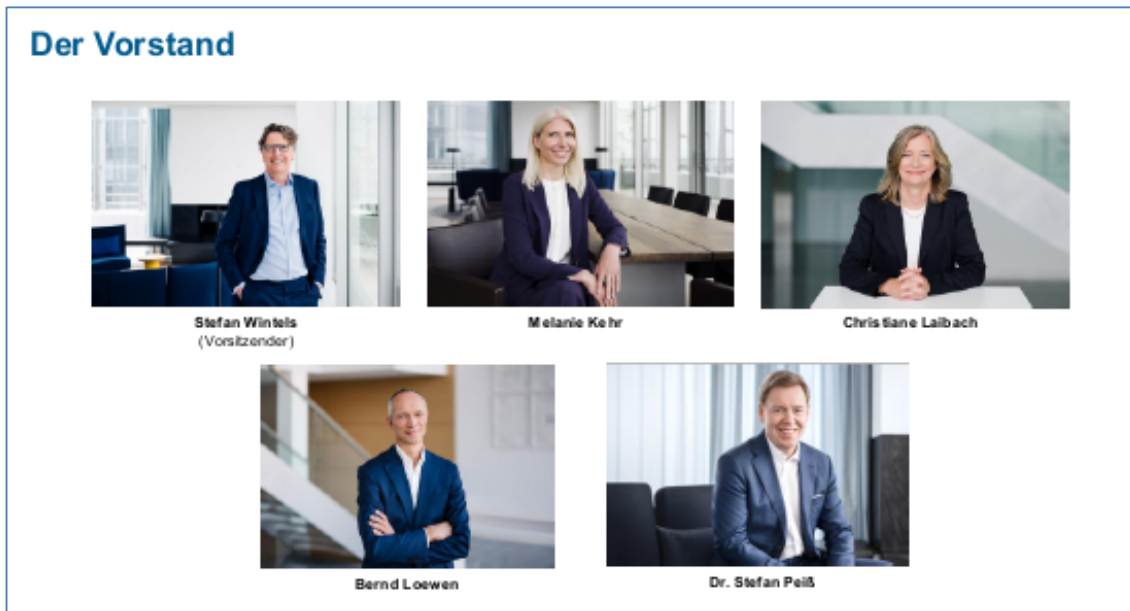 Der Vorstand
Stefan Wintels
(Vorsitzender)
Melanie Kehr
Christiane Laibach
Bernd Loewen
Dr. Stefan Peiß